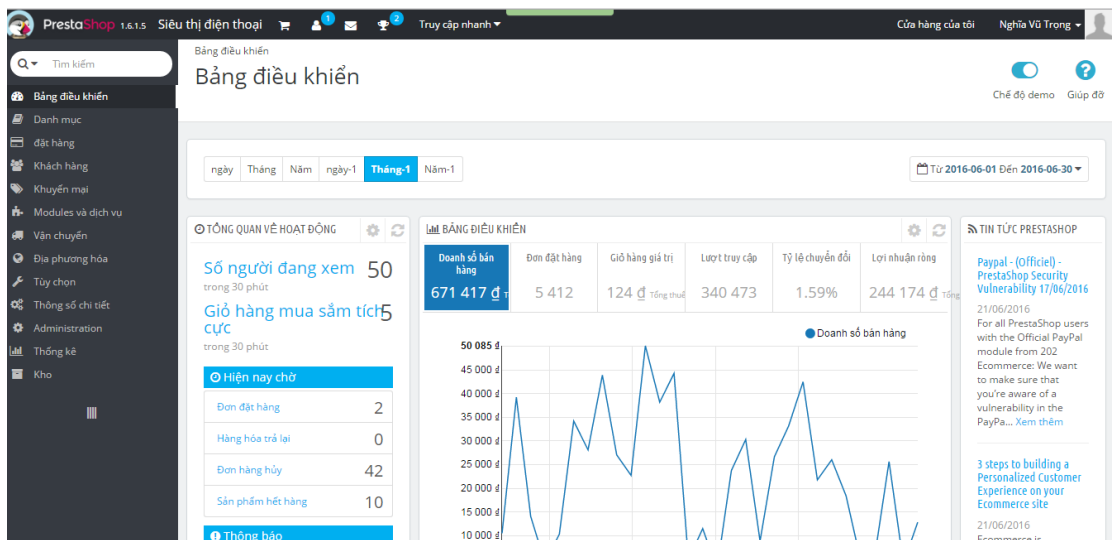 PrestaShop 1.6.1.5 Siêu thị điện thoại 1 2 Truy cập nhanh Cửa hàng của tôi Nghĩa Vũ Trọng
Tìm kiếm
Bảng điều khiển
Danh mục
đặt hàng
Khách hàng
Khuyến mại
Modules và dịch vụ
Vận chuyển
Địa phương hóa
Tùy chọn
Thông số chi tiết
Administration
Thống kê
Kho
Bảng điều khiển
Bảng điều khiển
Chế độ demo Giúp đỡ
ngày Tháng Năm ngày-1 Tháng-1 Năm-1
Từ 2016-06-01 Đến 2016-06-30
TỔNG QUAN VỀ HOẠT ĐỘNG
Số người đang xem 50
trong 30 phút
Giỏ hàng mua sắm tích 5
cực
trong 30 phút
Hiện nay chờ
Đơn đặt hàng 2
Hàng hóa trả lại 0
Đơn hàng hủy 42
Sản phẩm hết hàng 10
Thông báo
BẢNG ĐIỀU KHIỂN
Doanh số bán
hàng
671 417 ₫ T
Đơn đặt hàng
5 412
Giỏ hàng giá trị
124 ₫ Tổng thuế
Lượt truy cập
340 473
Tỷ lệ chuyển đổi
1.59%
Lợi nhuận ròng
244 174 ₫ Tổng
Doanh số bán hàng
50 085 ₫
45 000 ₫
40 000 ₫
35 000 ₫
30 000 ₫
25 000 ₫
20 000 ₫
15 000 ₫
10 000 ₫
TIN TỨC PRESTASHOP
Paypal - (Officiel) -
PrestaShop Security
Vulnerability 17/06/2016
21/06/2016
For all PrestaShop users
with the Official PayPal
module from 202
Ecommerce: We want
to make sure that
you're aware of a
vulnerability in the
PayPa... Xem thêm
3 steps to building a
Personalized Customer
Experience on your
Ecommerce site
21/06/2016
Ecommerce is